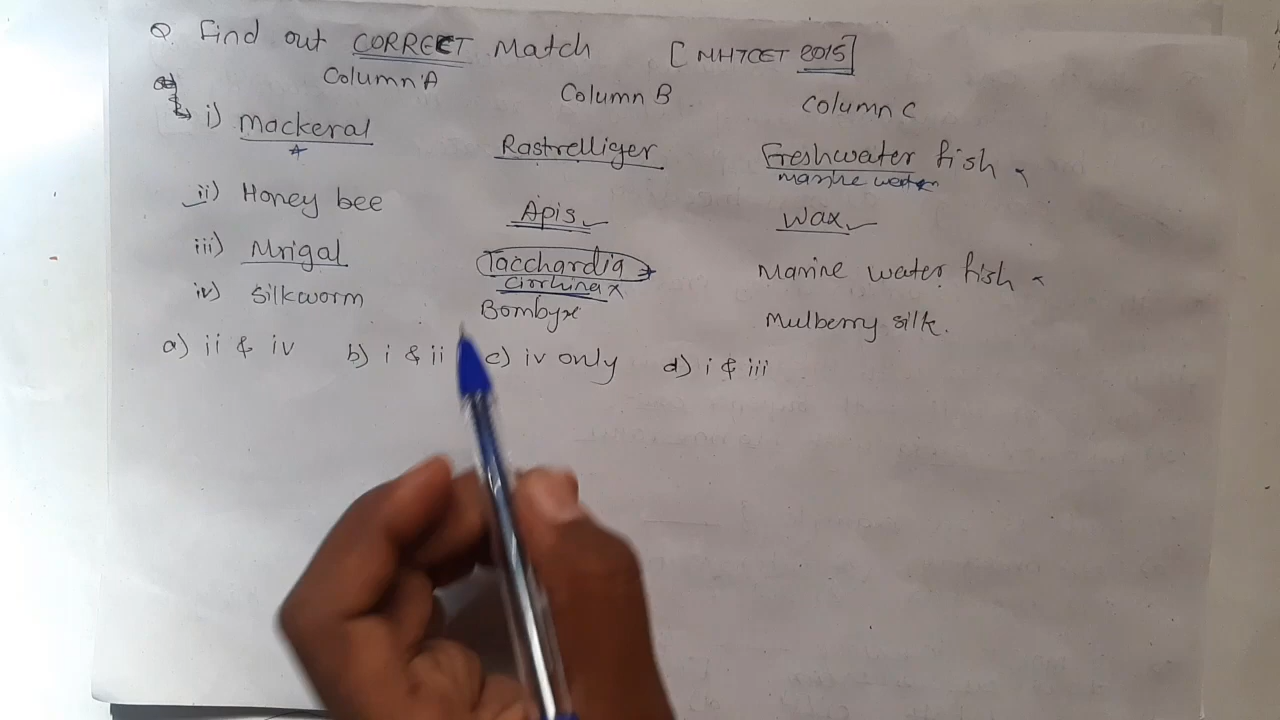 Q. Find out CORRECT Match [MHTCET 2015]
Column A Column B Column C
i) Mackeral Rastrelliger Freshwater fish
marine water
ii) Honey bee Apis Wax
iii) Mrigal Tacchardia Marine water fish
Cirrhina
iv) Silkworm Bombyx Mulberry silk.
a) ii & iv b) i & ii c) iv only d) i & iii